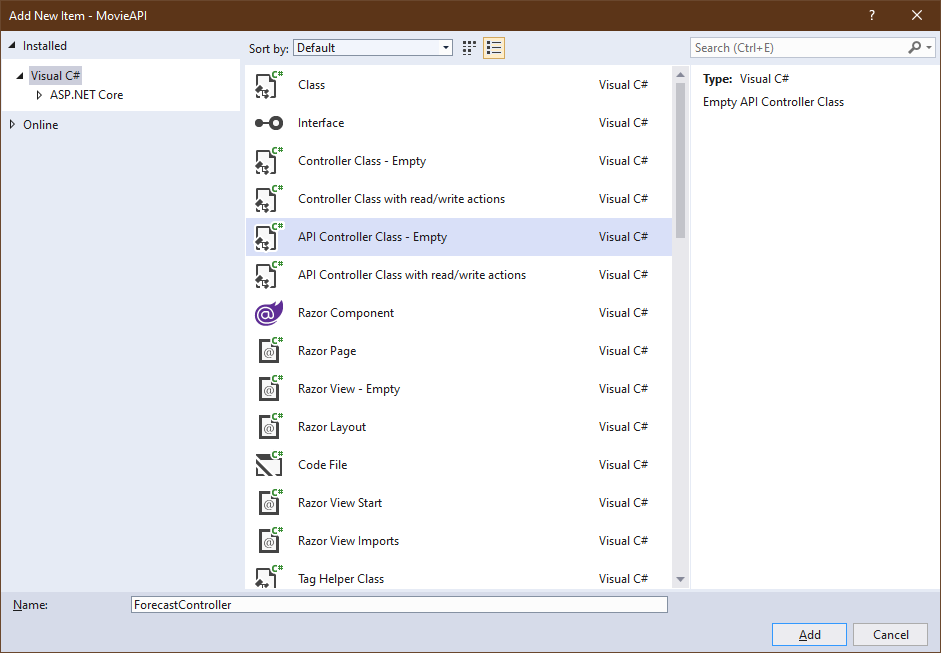 Add New Item - MovieAPI
?
Installed
Visual C#
ASP.NET Core
Online
Sort by: Default
Search (Ctrl+E)
C# Class Visual C#
Interface Visual C#
C# Controller Class - Empty Visual C#
C# Controller Class with read/write actions Visual C#
C# API Controller Class - Empty Visual C#
C# API Controller Class with read/write actions Visual C#
@ Razor Component Visual C#
C# @ Razor Page Visual C#
C# @ Razor View - Empty Visual C#
C# @ Razor Layout Visual C#
C# Code File Visual C#
C# @ Razor View Start Visual C#
C# @ Razor View Imports Visual C#
C# Tag Helper Class Visual C#
Type: Visual C#
Empty API Controller Class
Name: ForecastController
Add Cancel